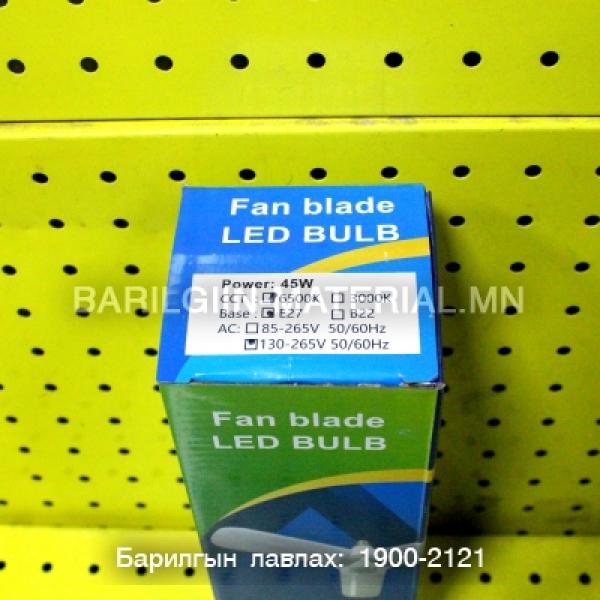 Fan blade
LED BULB
Power: 45W
CCT: 6500K 3000K
Base: E27 B22
AC: 85-265V 50/60Hz
130-265V 50/60Hz
BARILGIIN MATERIAL.MN
Fan blade
LED BULB
Барилгын лавлах: 1900-2121